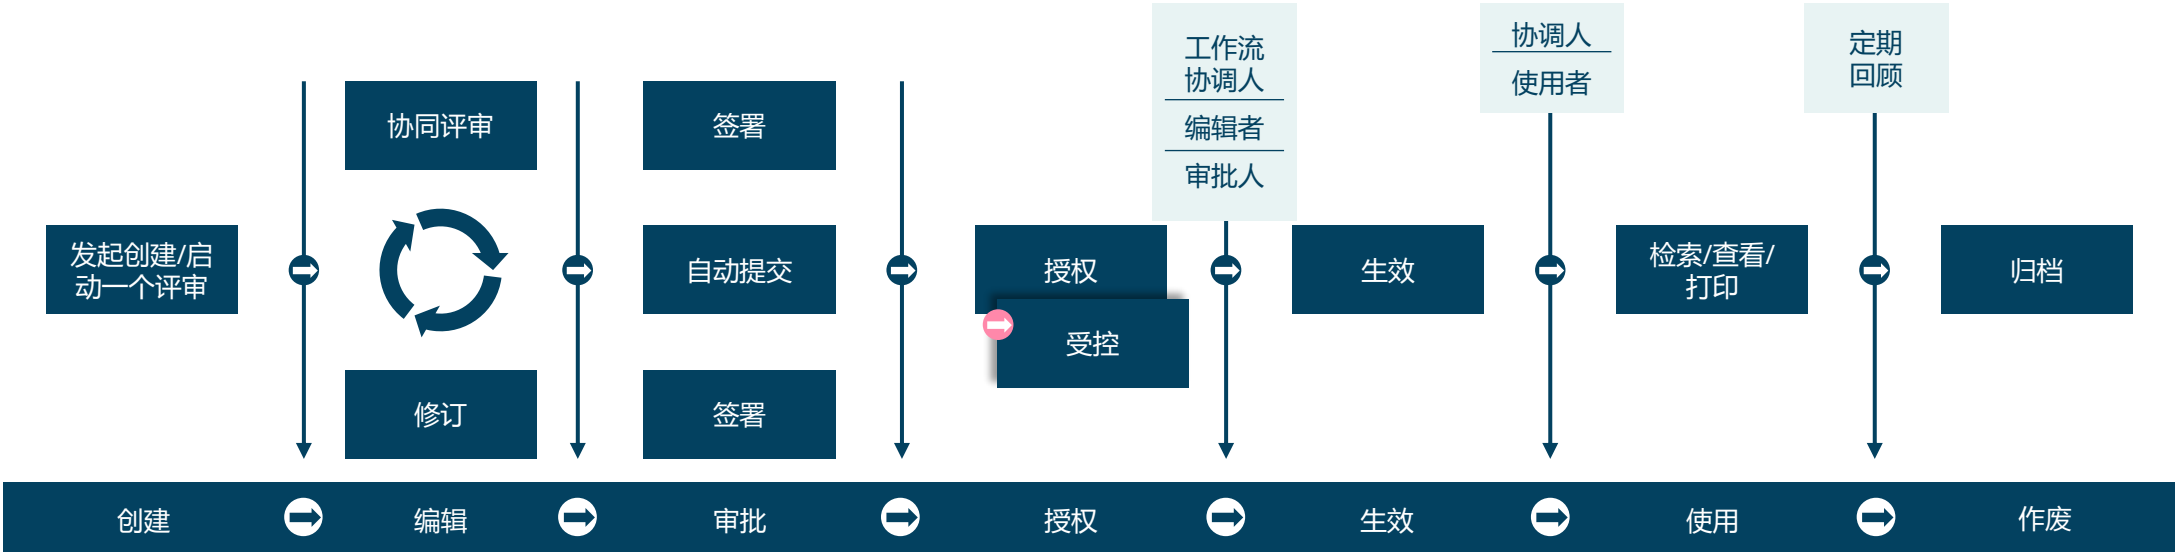 发起创建/启
动一个评审
协同评审
修订
签署
自动提交
签署
授权
受控
工作流
协调人
编辑者
审批人
生效
协调人
使用者
检索/查看/
打印
定期
回顾
归档
创建
编辑
审批
授权
生效
使用
作废